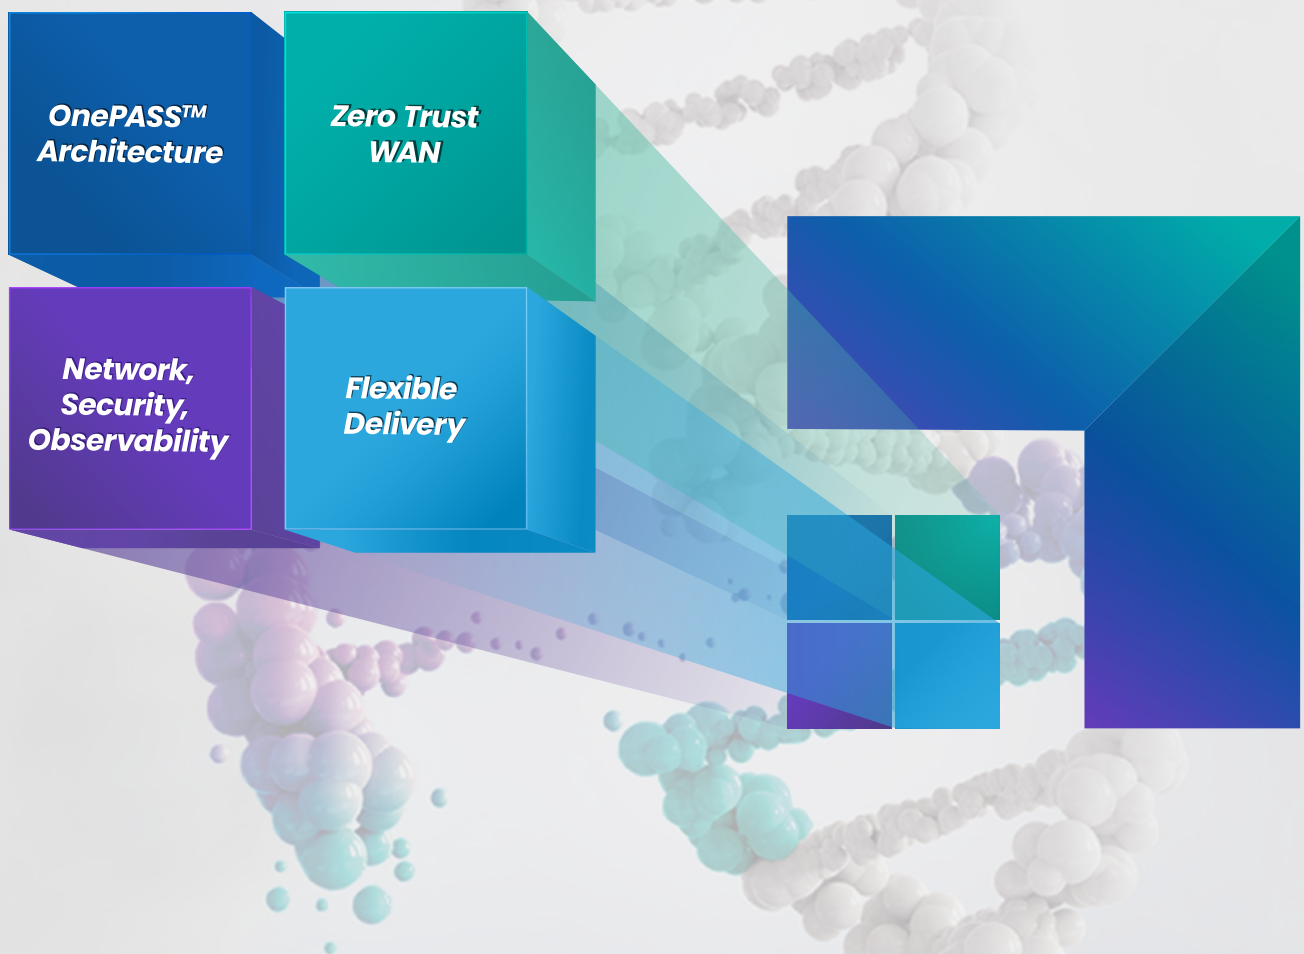 OnePASS™
Architecture
Zero Trust
WAN
Network,
Security,
Observability
Flexible
Delivery